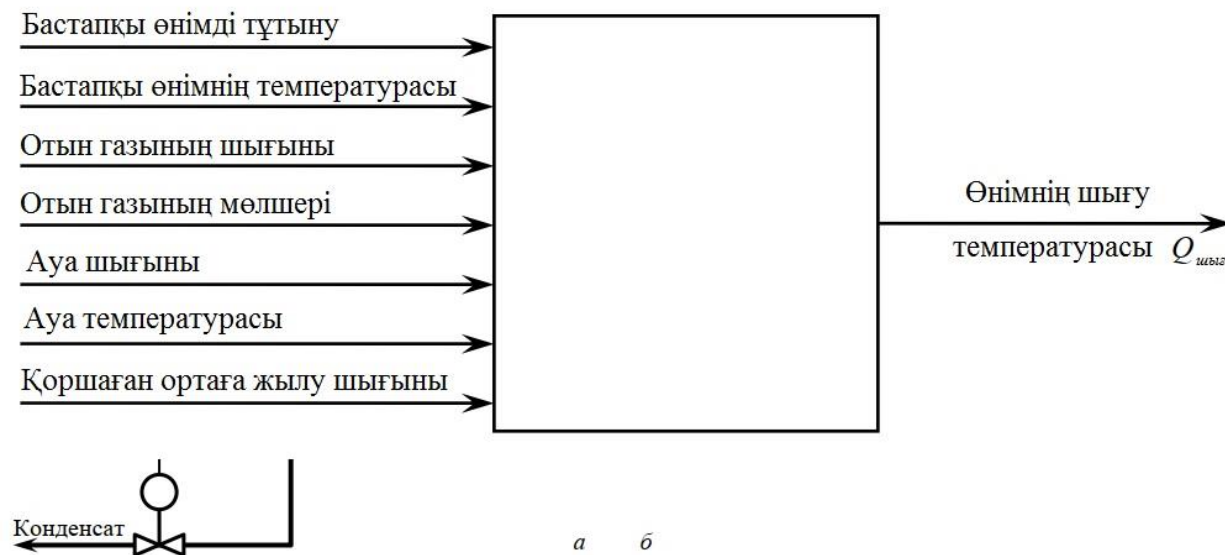 Бастапқы өнімді тұтыну
Бастапқы өнімнің температурасы
Отын газының шығыны
Отын газының мөлшері
Ауа шығыны
Ауа температурасы
Қоршаған ортаға жылу шығыны
Өнімнің шығу
температурасы Q шығ
Конденсат
а б